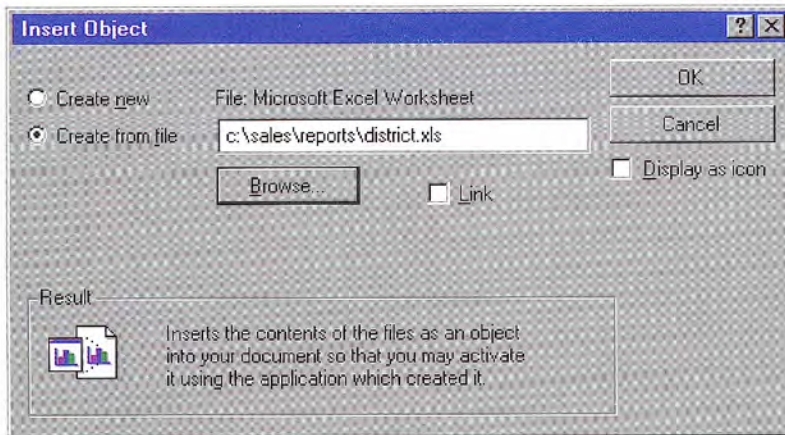 Insert Object
Create new
File: Microsoft Excel Worksheet
OK
Create from file
c:\sales\reports\district.xls
Cancel
Browse...
Link
Display as icon
Result
Inserts the contents of the files as an object
into your document so that you may activate
it using the application which created it.